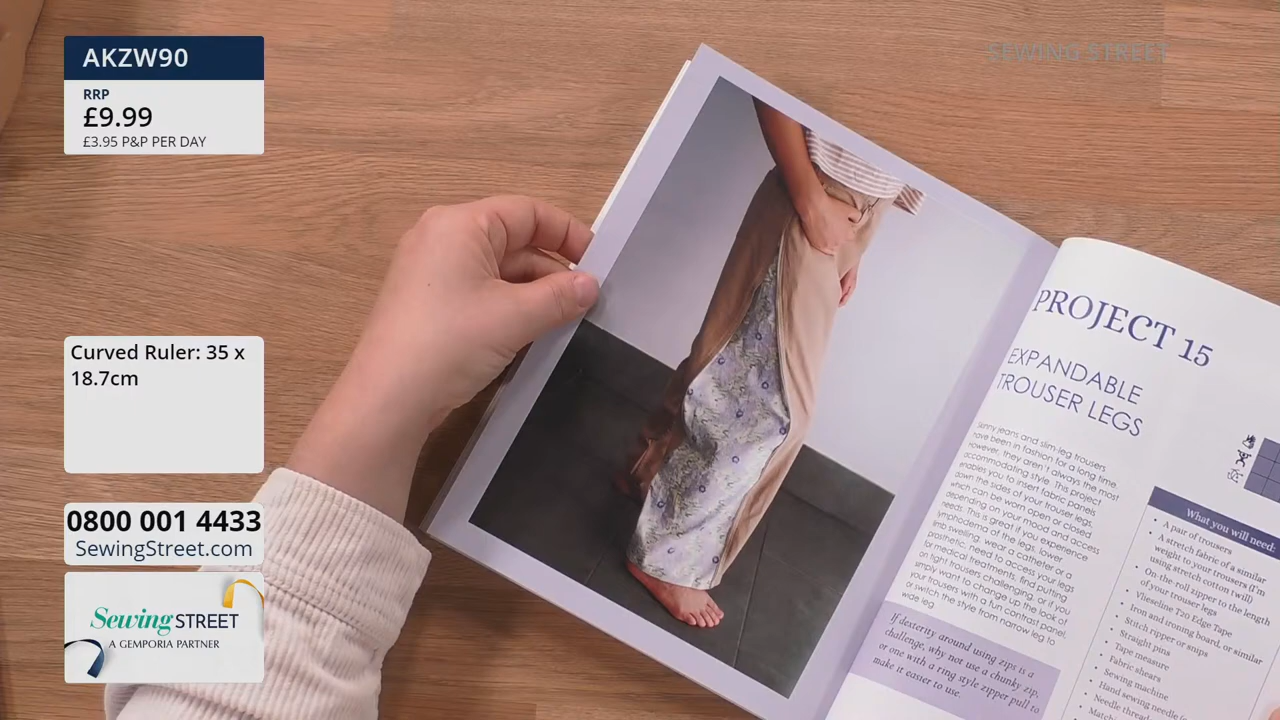 AKZW90
RRP
£9.99
£3.95 P&P PER DAY
Curved Ruler: 35 x
18.7cm
0800 001 4433
SewingStreet.com
Sewing STREET
A GEMPORIA PARTNER
SEWING STREET
PROJECT 15
EXPANDABLE
TROUSER LEGS
Skinny jeans and slim-leg trousers
have been in fashion for a long time.
However, they aren't always the most
accommodating style. This project
enables you to insert fabric panels
down the sides of your trouser legs,
which can be worn open or closed
depending on your mood and access
needs. This is great if you experience
lymphodema of the legs, lower
limb swelling, wear a catheter or a
prosthetic, need to access your legs
for medical treatments, find putting
on tight trousers challenging, or if you
simply want to change up the look of
your trousers with a fun contrast panel,
or switch the style from narrow leg to
wide leg.
If dexterity around using zips is a
challenge, why not use a chunky zip,
or one with a ring style zipper pull to
make it easier to use.
What you will need:
• A pair of trousers
• A stretch fabric of a similar
weight to your trousers (I'm
using stretch cotton twill)
• On-the-roll zipper to the length
of your trouser legs
• Vlieseline T20 Edge Tape
• Iron and ironing board, or similar
• Stitch ripper or snips
• Straight pins
• Tape measure
• Fabric shears
• Sewing machine
• Hand sewing needle
• Needle